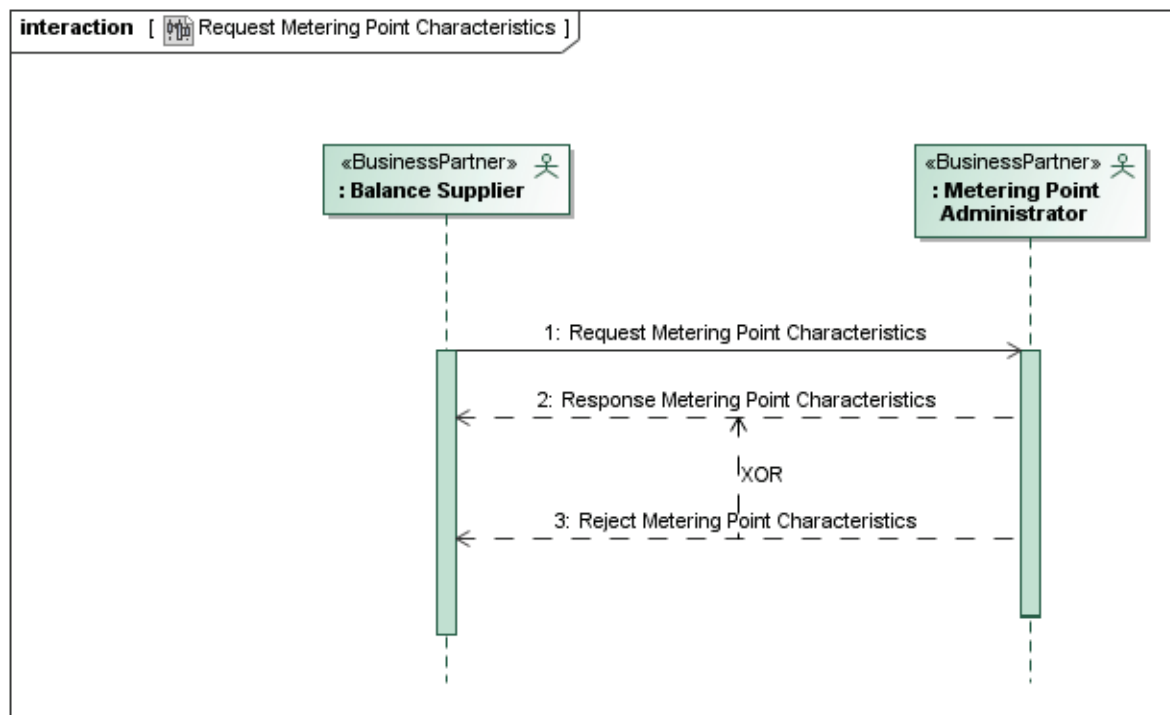 interaction [ Request Metering Point Characteristics ]
«BusinessPartner»
: Balance Supplier
«BusinessPartner»
: Metering Point
Administrator
1: Request Metering Point Characteristics
2: Response Metering Point Characteristics
XOR
3: Reject Metering Point Characteristics